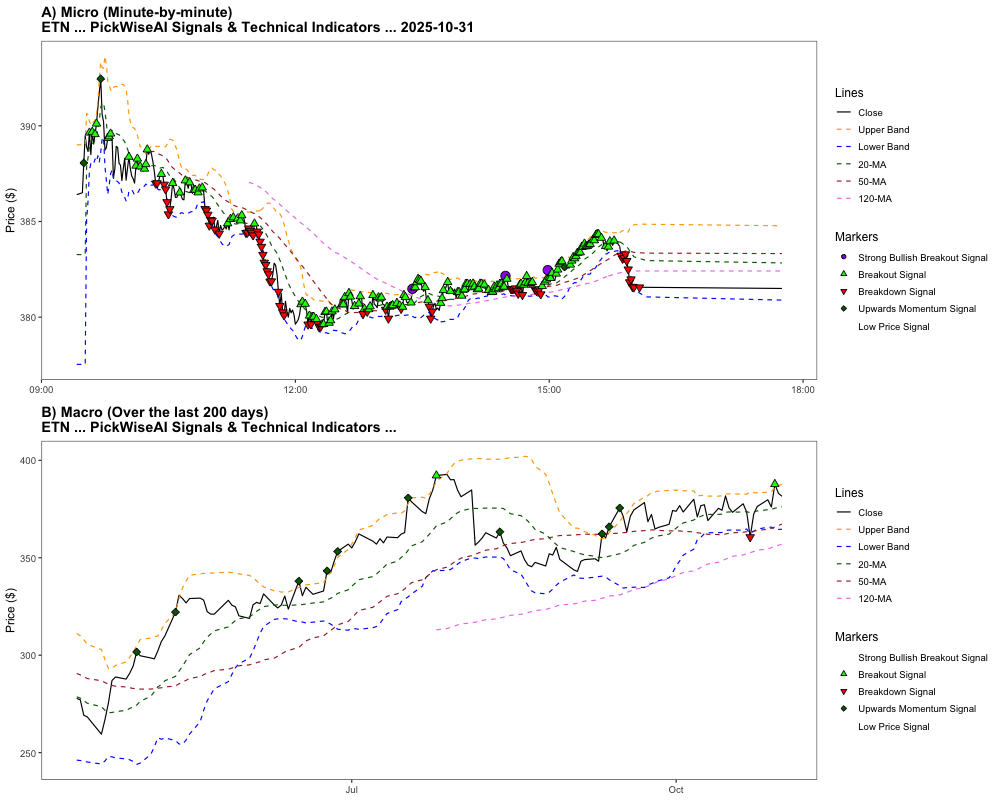 A) Micro (Minute-by-minute)
ETN ... PickWiseAI Signals & Technical Indicators ... 2025-10-31
Price ($)
390
385
380
09:00
12:00
15:00
18:00
Lines
Close
Upper Band
Lower Band
20-MA
50-MA
120-MA
Markers
Strong Bullish Breakout Signal
Breakout Signal
Breakdown Signal
Upwards Momentum Signal
Low Price Signal
B) Macro (Over the last 200 days)
ETN ... PickWiseAI Signals & Technical Indicators ...
Price ($)
400
350
300
250
Jul
Oct
Lines
Close
Upper Band
Lower Band
20-MA
50-MA
120-MA
Markers
Strong Bullish Breakout Signal
Breakout Signal
Breakdown Signal
Upwards Momentum Signal
Low Price Signal